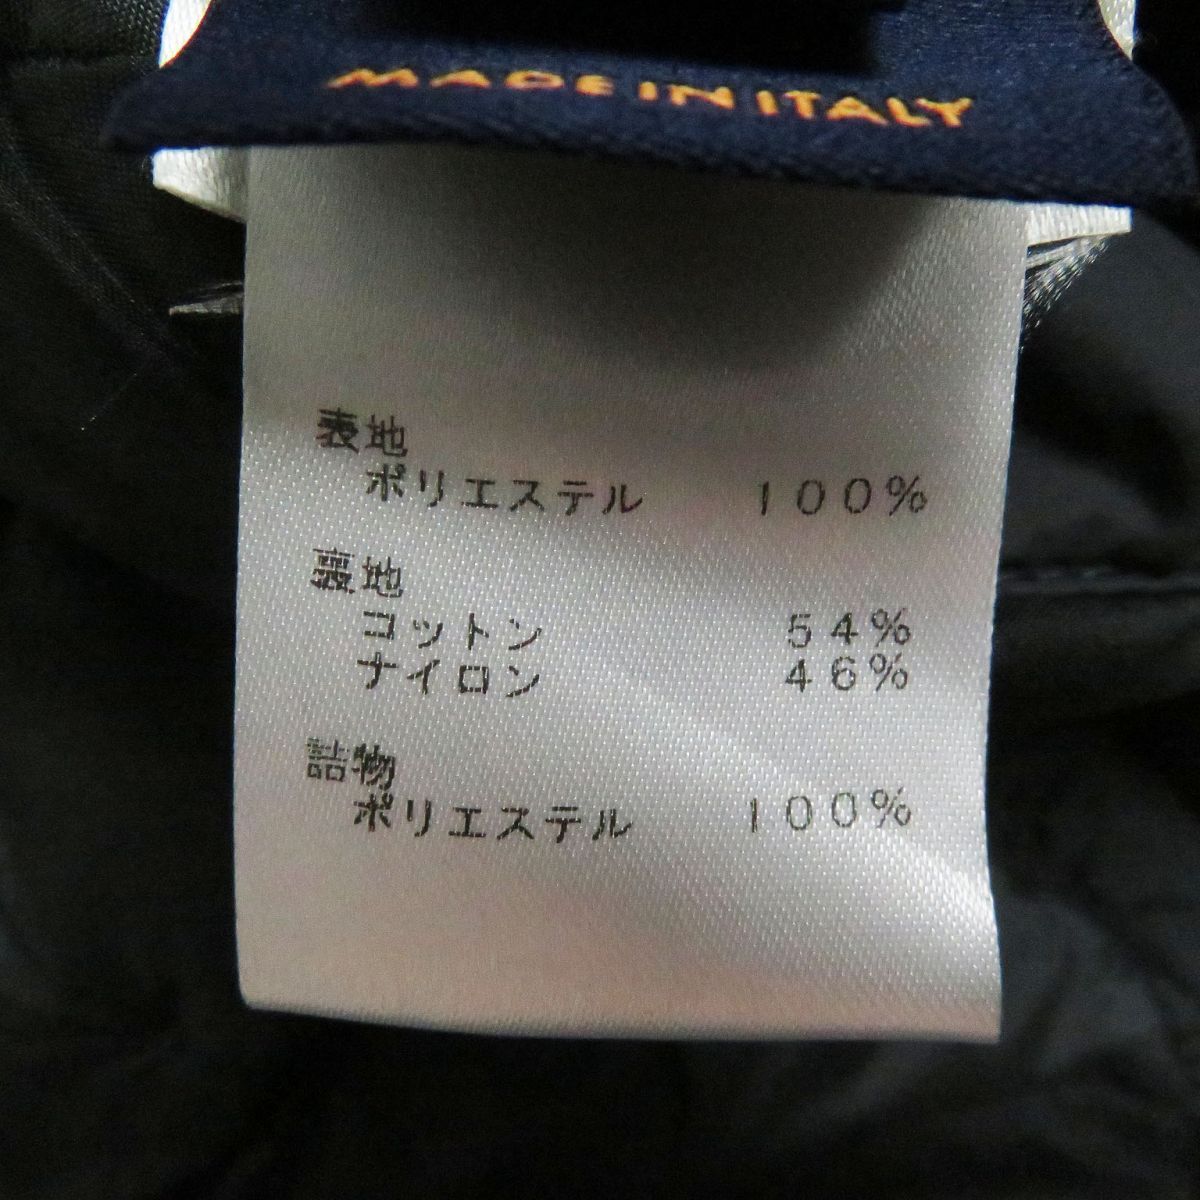 MADE IN ITALY
表地
ポリエステル 100%
裏地
コットン 54%
ナイロン 46%
詰物
ポリエステル 100%